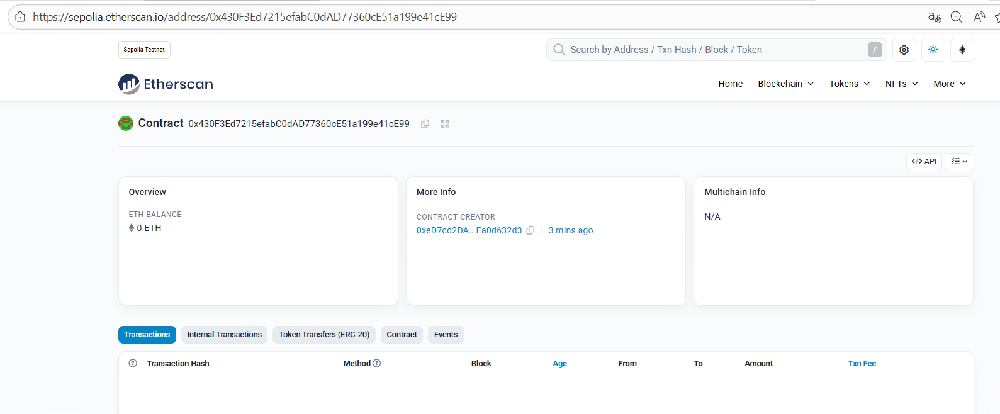 https://sepolia.etherscan.io/address/0x430F3Ed7215efabC0dAD77360cE51a199e41cE99
Sepolia Testnet
Search by Address / Txn Hash / Block / Token
/
Etherscan
Home Blockchain Tokens NFTs More
Contract 0x430F3Ed7215efabC0dAD77360cE51a199e41cE99
</> API
Overview
ETH BALANCE
0 ETH
More Info
CONTRACT CREATOR
0xeD7cd2DA...Ea0d632d3 | 3 mins ago
Multichain Info
N/A
Transactions Internal Transactions Token Transfers (ERC-20) Contract Events
Transaction Hash Method Block Age From To Amount Txn Fee